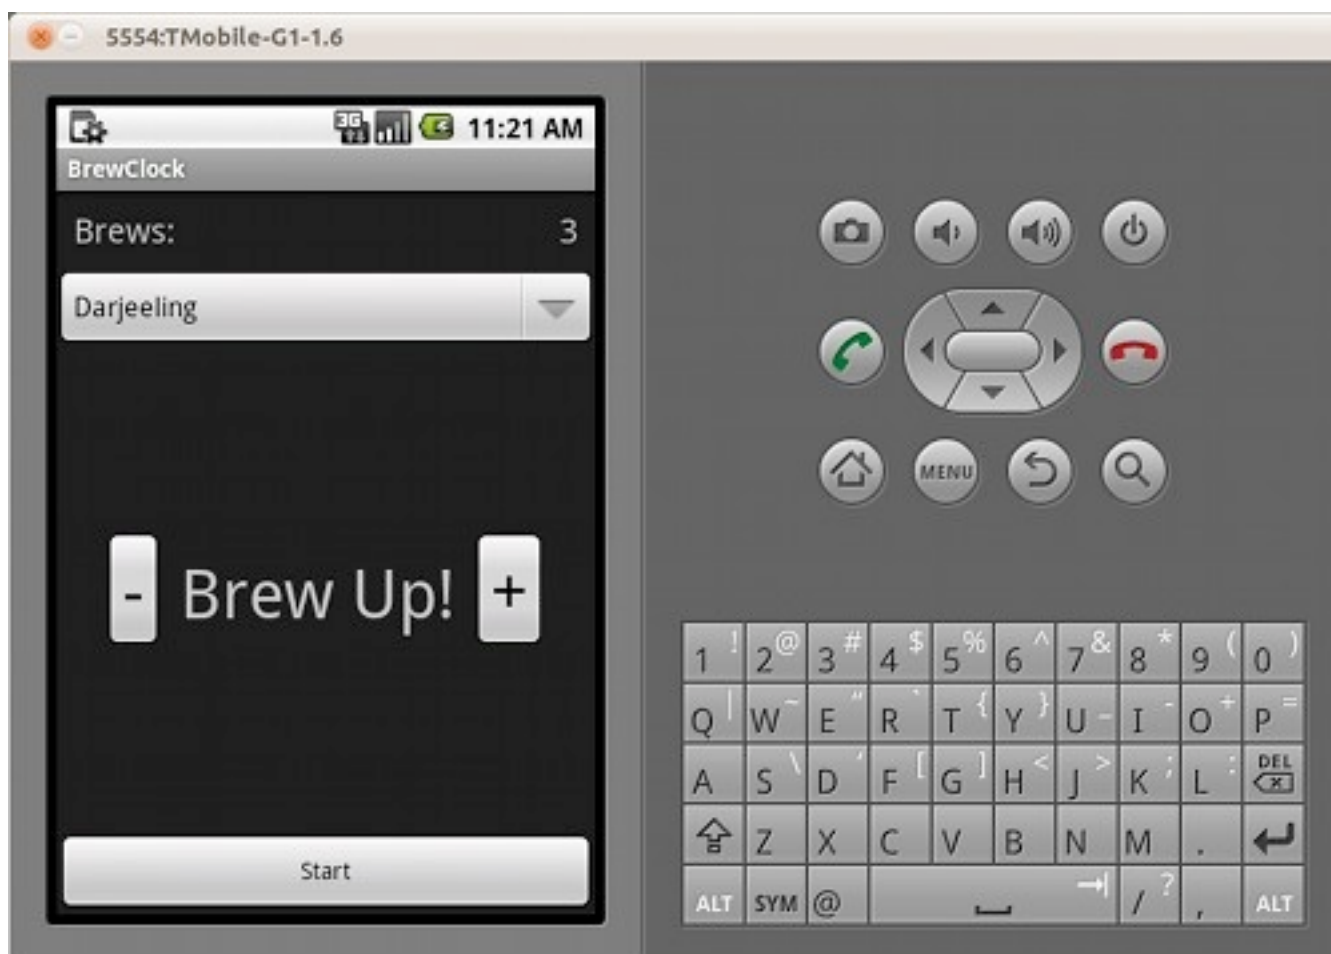 5554:TMobile-G1-1.6
3G 11:21 AM
BrewClock
Brews: 3
Darjeeling
- Brew Up! +
Start
MENU
1 ! 2 @ 3 # 4 $ 5 % 6 ^ 7 & 8 * 9 ( 0 )
Q | W ~ E " R ` T { Y } U _ I - O + P =
A S \ D ' F [ G ] H < J > K ; L : DEL
Z X C V B N M .
ALT SYM @ / ? , ALT